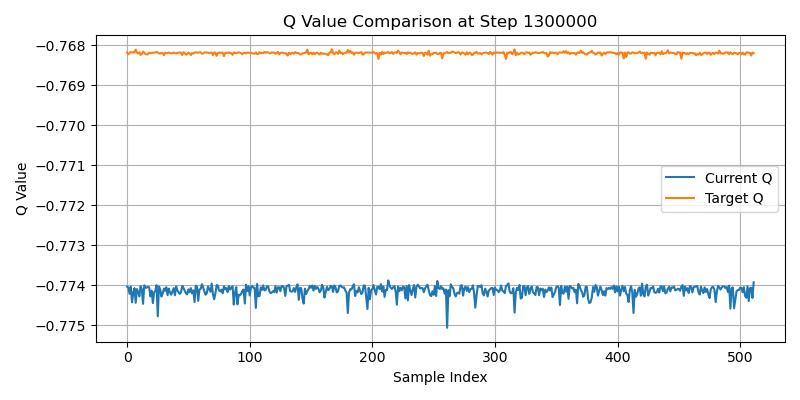 Q Value Comparison at Step 1300000
−0.768
−0.769
−0.770
−0.771
−0.772
−0.773
−0.774
−0.775
Q Value
Current Q
Target Q
0
100
200
300
400
500
Sample Index